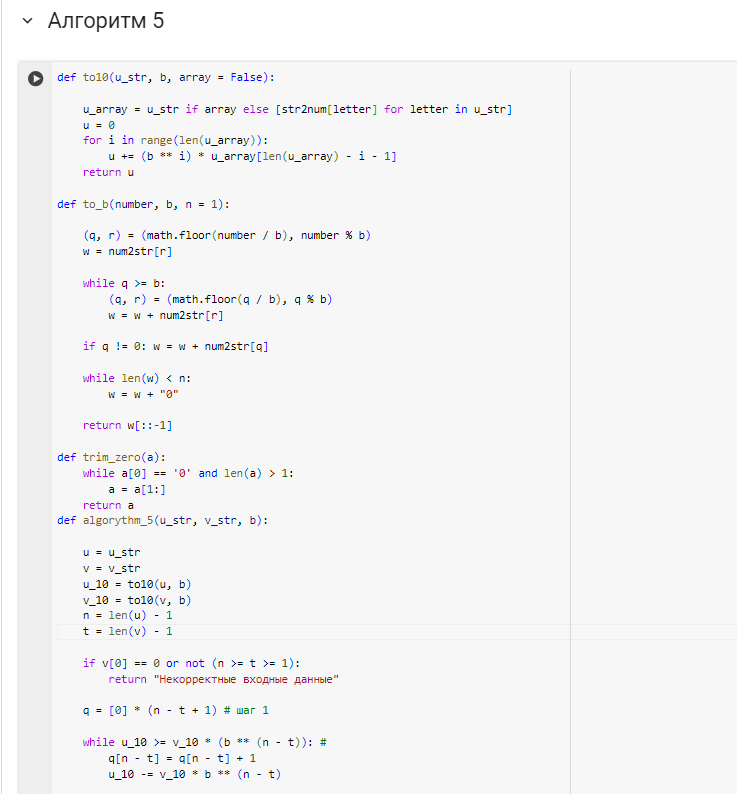 Алгоритм 5
def to10(u_str, b, array = False):
u_array = u_str if array else [str2num[letter] for letter in u_str]
u = 0
for i in range(len(u_array)):
u += (b ** i) * u_array[len(u_array) - i - 1]
return u
def to_b(number, b, n = 1):
(q, r) = (math.floor(number / b), number % b)
w = num2str[r]
while q >= b:
(q, r) = (math.floor(q / b), q % b)
w = w + num2str[r]
if q != 0: w = w + num2str[q]
while len(w) < n:
w = w + "0"
return w[::-1]
def trim_zero(a):
while a[0] == '0' and len(a) > 1:
a = a[1:]
return a
def algorythm_5(u_str, v_str, b):
u = u_str
v = v_str
u_10 = to10(u, b)
v_10 = to10(v, b)
n = len(u) - 1
t = len(v) - 1
if v[0] == 0 or not (n >= t >= 1):
return "Некорректные входные данные"
q = [0] * (n - t + 1) # шаг 1
while u_10 >= v_10 * (b ** (n - t)): #
q[n - t] = q[n - t] + 1
u_10 -= v_10 * b ** (n - t)